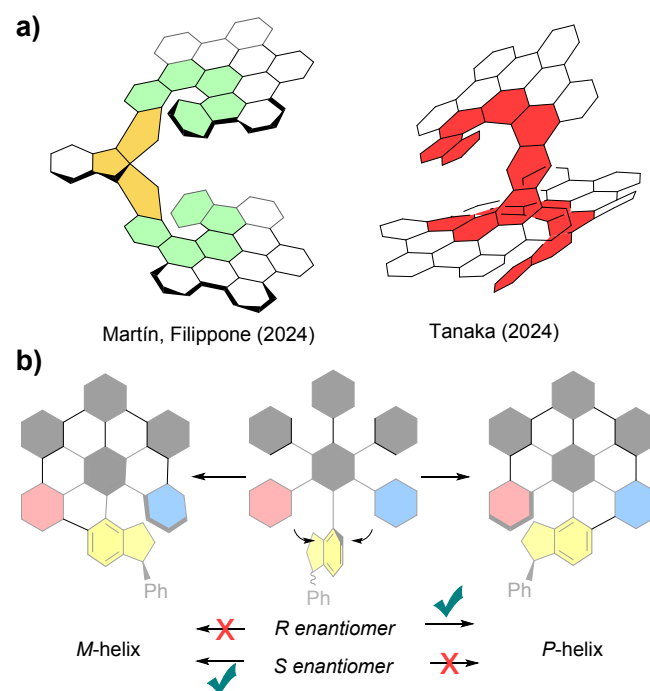 a)
Martín, Filippone (2024)
Tanaka (2024)
b)
Ph
Ph
Ph
M-helix
X
R enantiomer
P-helix
S enantiomer
X